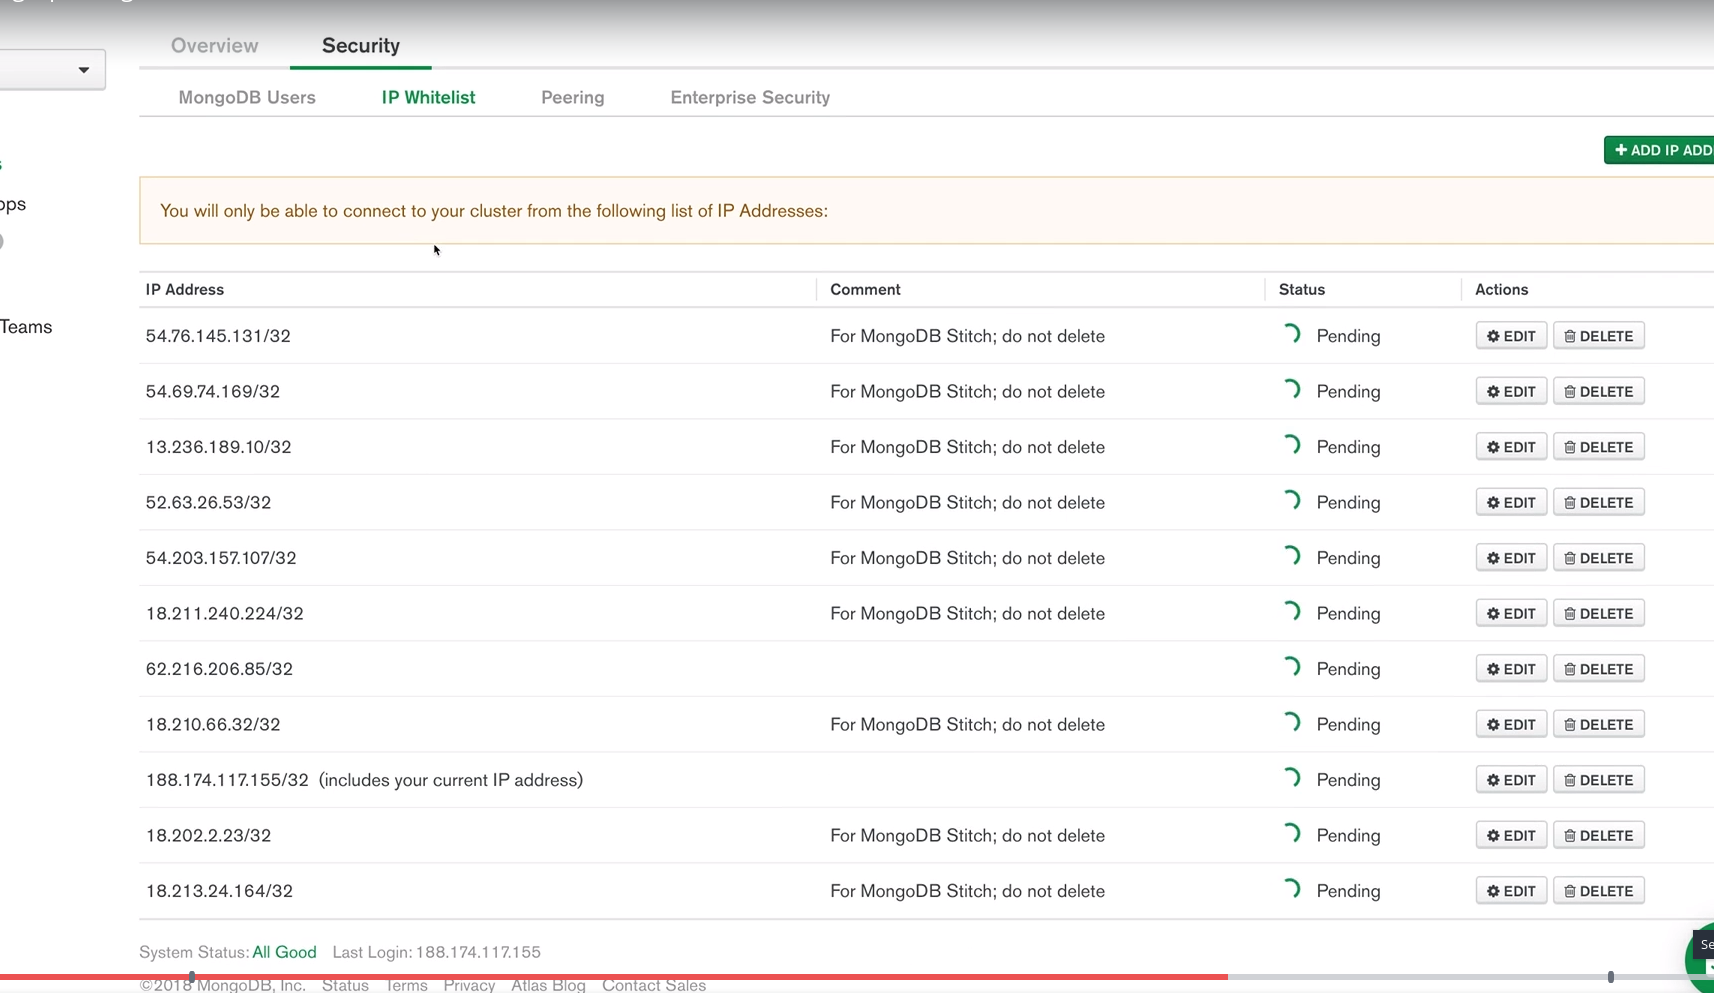 Overview Security
MongoDB Users IP Whitelist Peering Enterprise Security
+ ADD IP ADD
You will only be able to connect to your cluster from the following list of IP Addresses:
ops
Teams
IP Address Comment Status Actions
54.76.145.131/32 For MongoDB Stitch; do not delete Pending EDIT DELETE
54.69.74.169/32 For MongoDB Stitch; do not delete Pending EDIT DELETE
13.236.189.10/32 For MongoDB Stitch; do not delete Pending EDIT DELETE
52.63.26.53/32 For MongoDB Stitch; do not delete Pending EDIT DELETE
54.203.157.107/32 For MongoDB Stitch; do not delete Pending EDIT DELETE
18.211.240.224/32 For MongoDB Stitch; do not delete Pending EDIT DELETE
62.216.206.85/32 Pending EDIT DELETE
18.210.66.32/32 For MongoDB Stitch; do not delete Pending EDIT DELETE
188.174.117.155/32 (includes your current IP address) Pending EDIT DELETE
18.202.2.23/32 For MongoDB Stitch; do not delete Pending EDIT DELETE
18.213.24.164/32 For MongoDB Stitch; do not delete Pending EDIT DELETE
System Status: All Good Last Login: 188.174.117.155
Se
©2018 MongoDB, Inc. Status Terms Privacy Atlas Blog Contact Sales